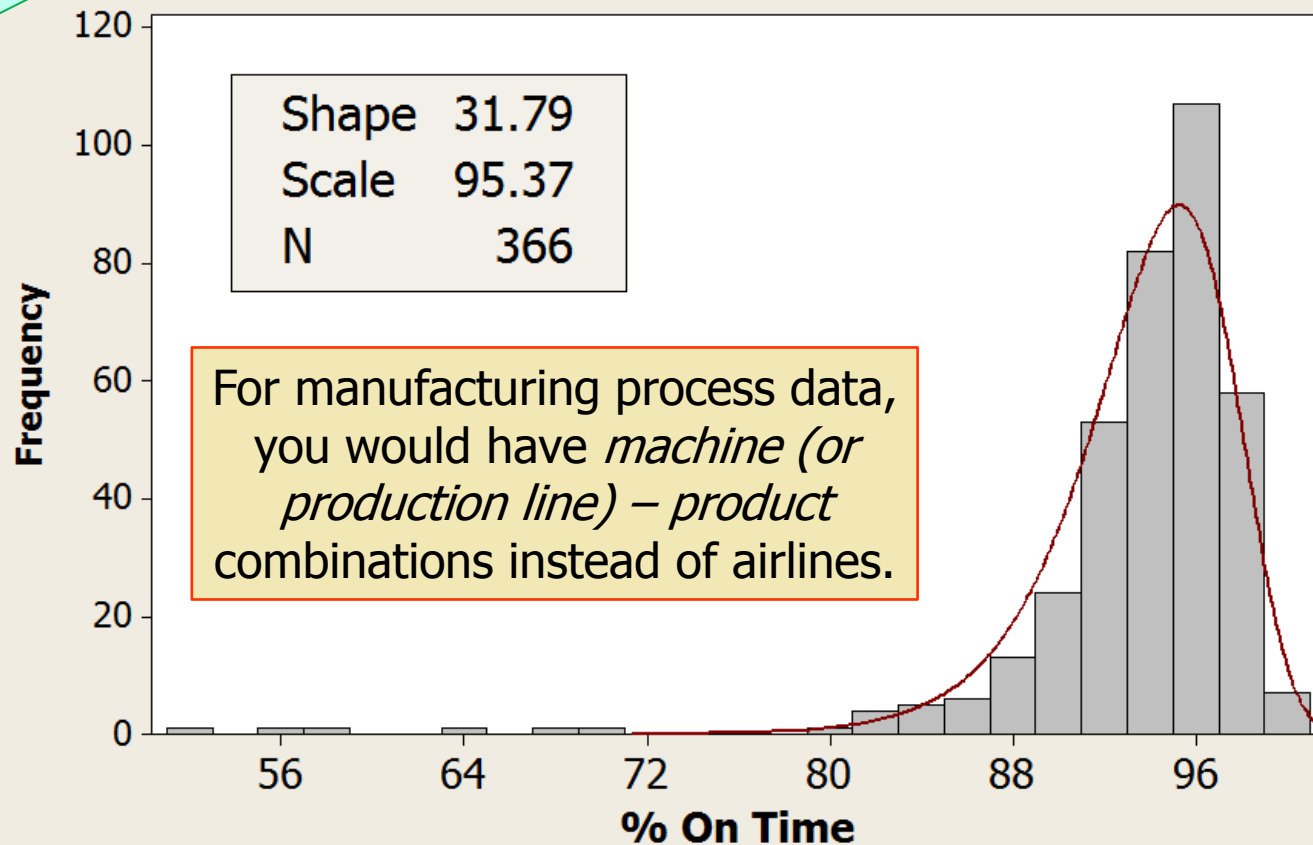 120
100
80
60
40
20
0
Frequency
Shape 31.79
Scale 95.37
N 366
For manufacturing process data,
you would have machine (or
production line) – product
combinations instead of airlines.
56 64 72 80 88 96
% On Time